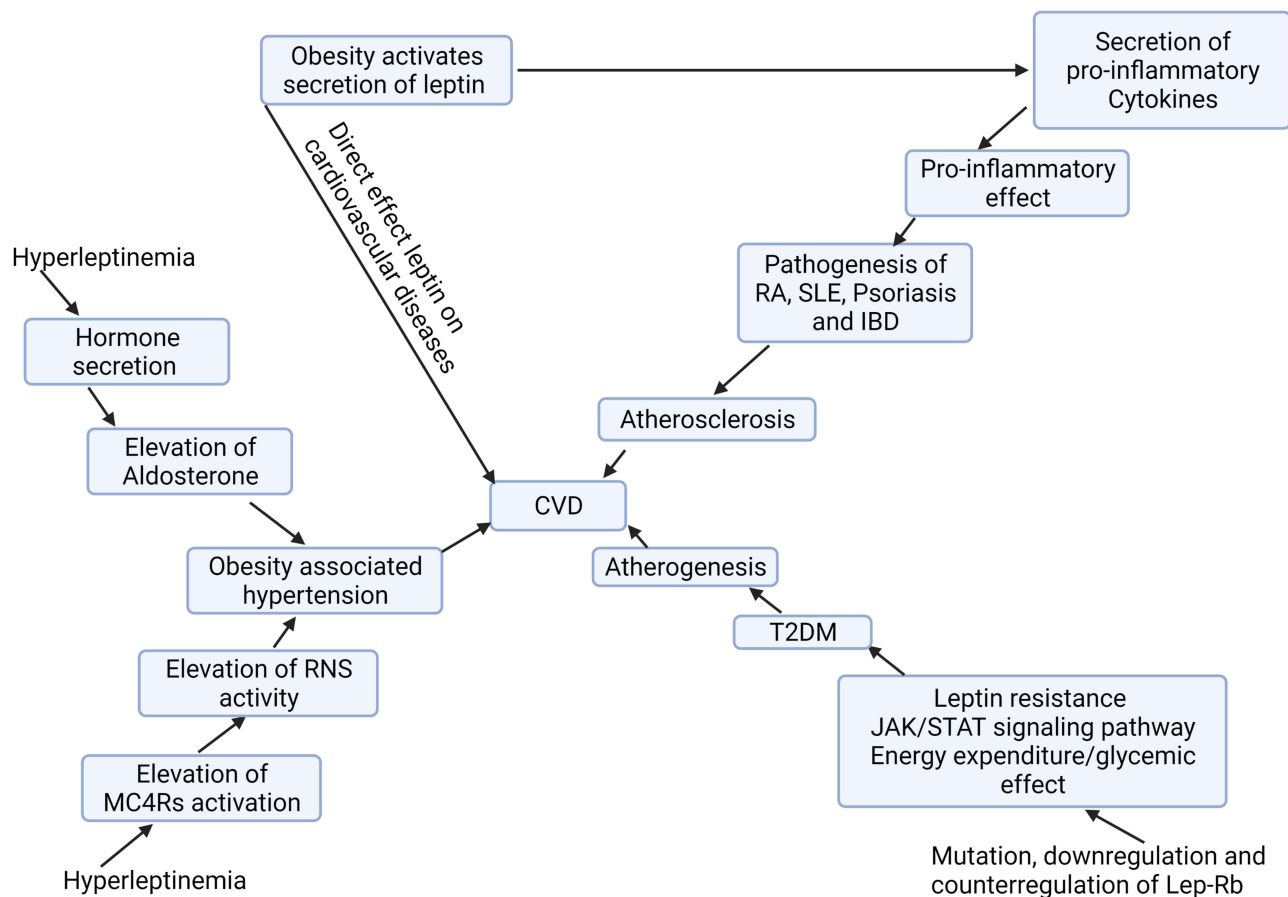 Obesity activates
secretion of leptin
Secretion of
pro-inflammatory
Cytokines
Direct effect leptin on
cardiovascular diseases
Pro-inflammatory
effect
Hyperleptinemia
Pathogenesis of
RA, SLE, Psoriasis
and IBD
Hormone
secretion
Atherosclerosis
Elevation of
Aldosterone
CVD
Obesity associated
hypertension
Atherogenesis
T2DM
Elevation of RNS
activity
Leptin resistance
JAK/STAT signaling pathway
Energy expenditure/glycemic
effect
Elevation of
MC4Rs activation
Mutation, downregulation and
counterregulation of Lep-Rb
Hyperleptinemia